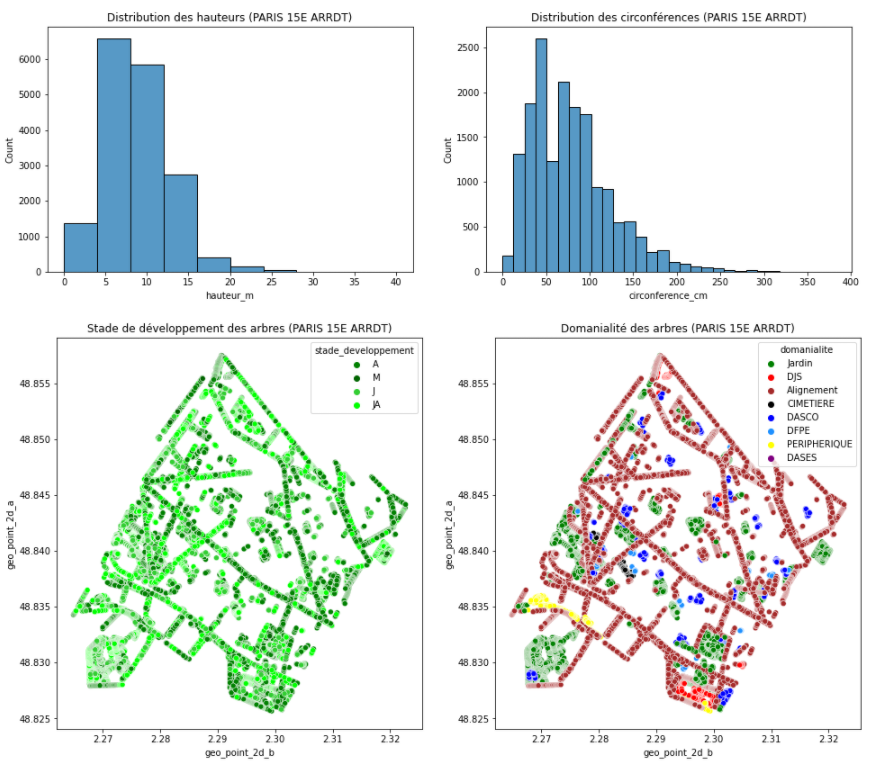 Distribution des hauteurs (PARIS 15E ARRDT)
6000
5000
4000
3000
2000
1000
0
Count
0 5 10 15 20 25 30 35 40
hauteur_m
Distribution des circonférences (PARIS 15E ARRDT)
2500
2000
1500
1000
500
0
Count
0 50 100 150 200 250 300 350 400
circonference_cm
Stade de développement des arbres (PARIS 15E ARRDT)
stade_developpement
A
M
J
JA
48.855
48.850
48.845
48.840
48.835
48.830
48.825
geo_point_2d_a
2.27 2.28 2.29 2.30 2.31 2.32
geo_point_2d_b
Domanialité des arbres (PARIS 15E ARRDT)
domanialite
Jardin
DJS
Alignement
CIMETIERE
DASCO
DFPE
PERIPHERIQUE
DASES
48.855
48.850
48.845
48.840
48.835
48.830
48.825
geo_point_2d_a
2.27 2.28 2.29 2.30 2.31 2.32
geo_point_2d_b